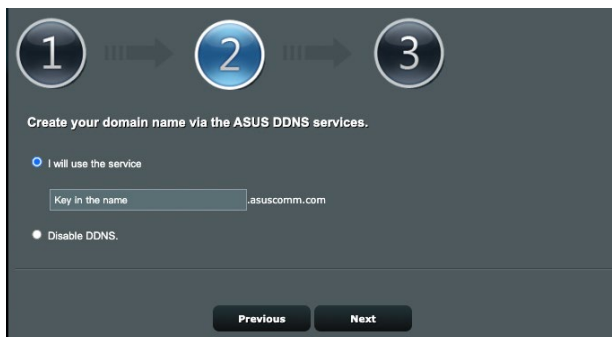 1
2
3
Create your domain name via the ASUS DDNS services.
I will use the service
Key in the name .asuscomm.com
Disable DDNS.
Previous Next